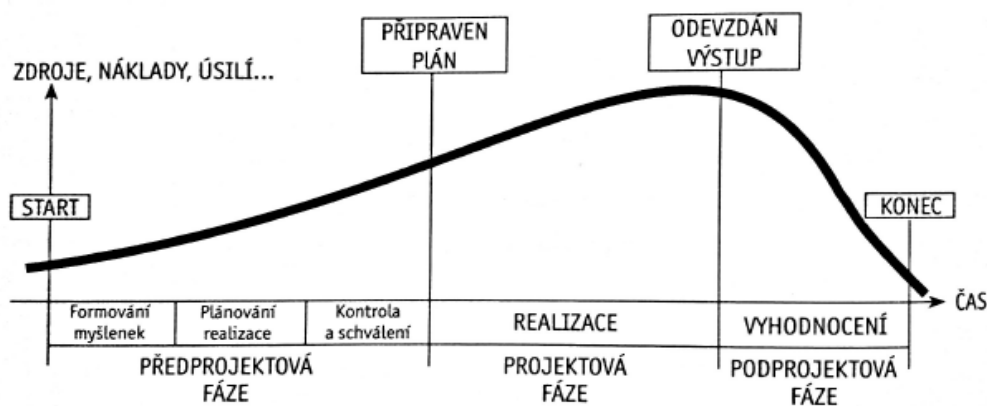 PŘIPRAVEN
PLÁN
ODEVZDÁN
VÝSTUP
ZDROJE, NÁKLADY, ÚSILÍ...
START
KONEC
ČAS
Formování
myšlenek
Plánování
realizace
Kontrola
a schválení
REALIZACE
VYHODNOCENÍ
PŘEDPROJEKTOVÁ
FÁZE
PROJEKTOVÁ
FÁZE
PODPROJEKTOVÁ
FÁZE